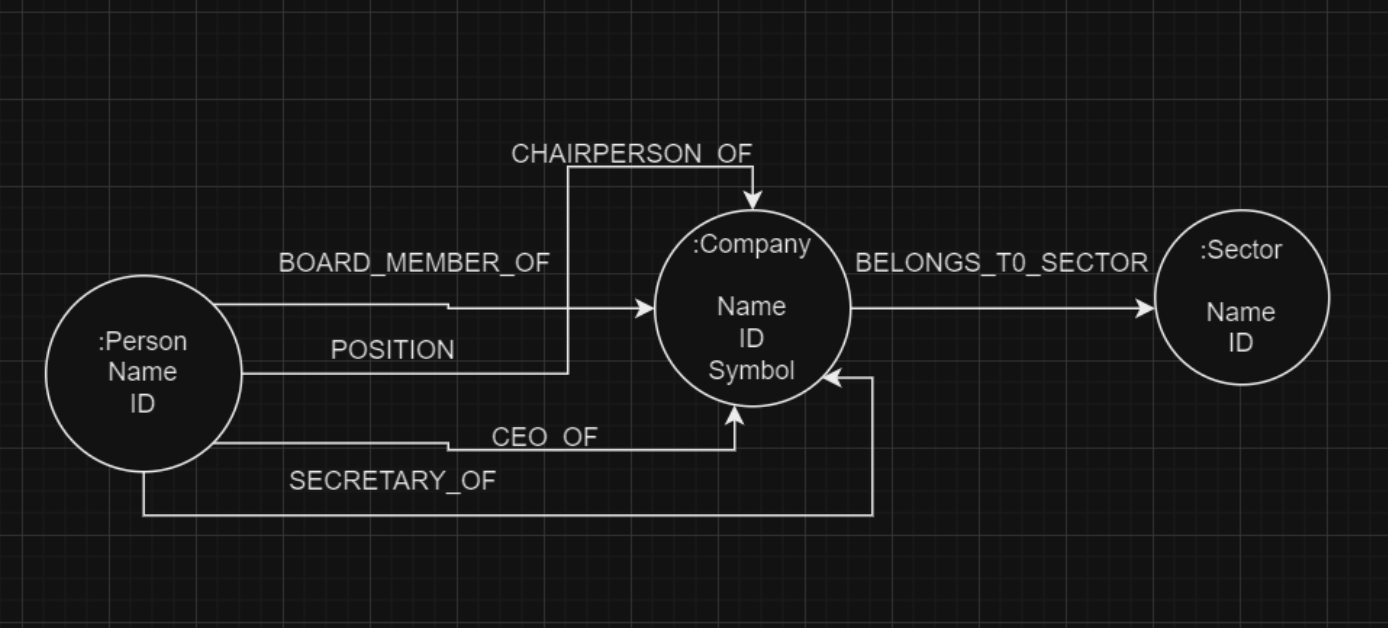 CHAIRPERSON_OF
BOARD_MEMBER_OF
POSITION
CEO_OF
SECRETARY_OF
:Person
Name
ID
:Company
Name
ID
Symbol
BELONGS_T0_SECTOR
:Sector
Name
ID